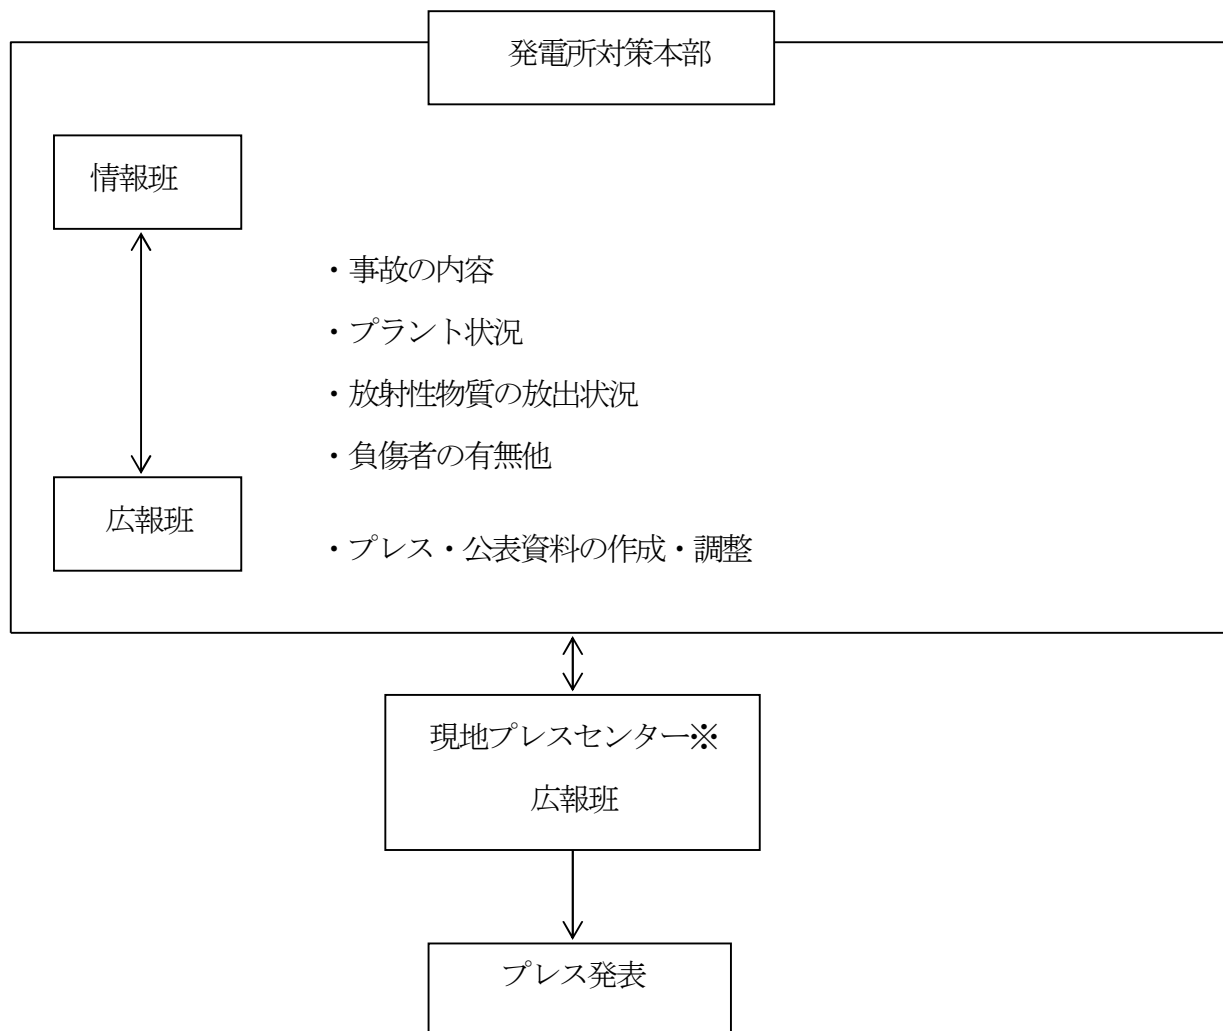 発電所対策本部
情報班
・事故の内容
・プラント状況
・放射性物質の放出状況
・負傷者の有無他
広報班
・プレス・公表資料の作成・調整
現地プレスセンター※
広報班
プレス発表